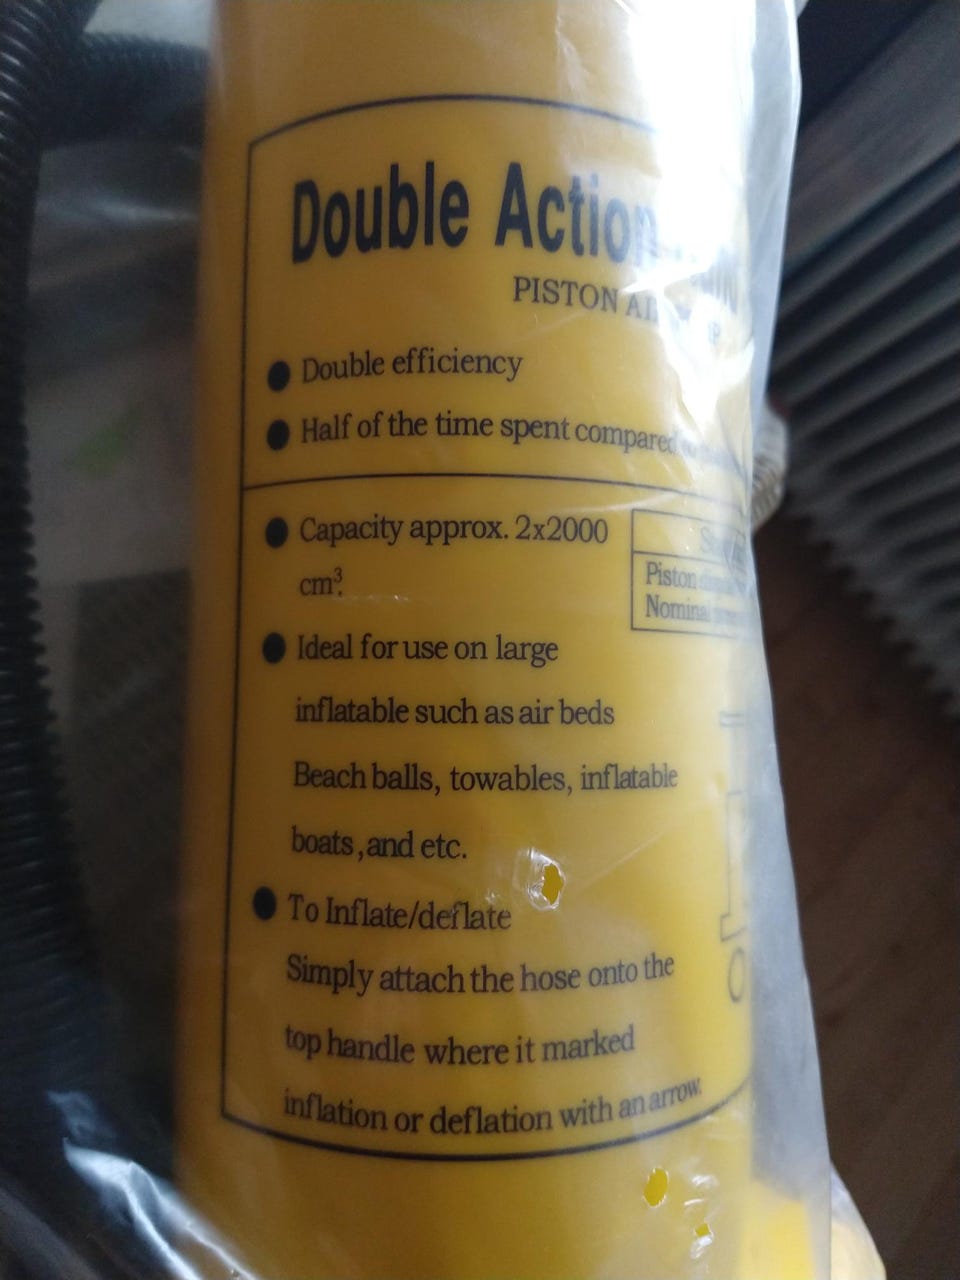 Double Action
PISTON
Double efficiency
Half of the time spent compared
Capacity approx. 2x2000
cm³.
Piston
Nominal
Ideal for use on large
inflatable such as air beds
Beach balls, towables, inflatable
boats ,and etc.
To Inflate/deflate
Simply attach the hose onto the
top handle where it marked
inflation or deflation with an arrow.